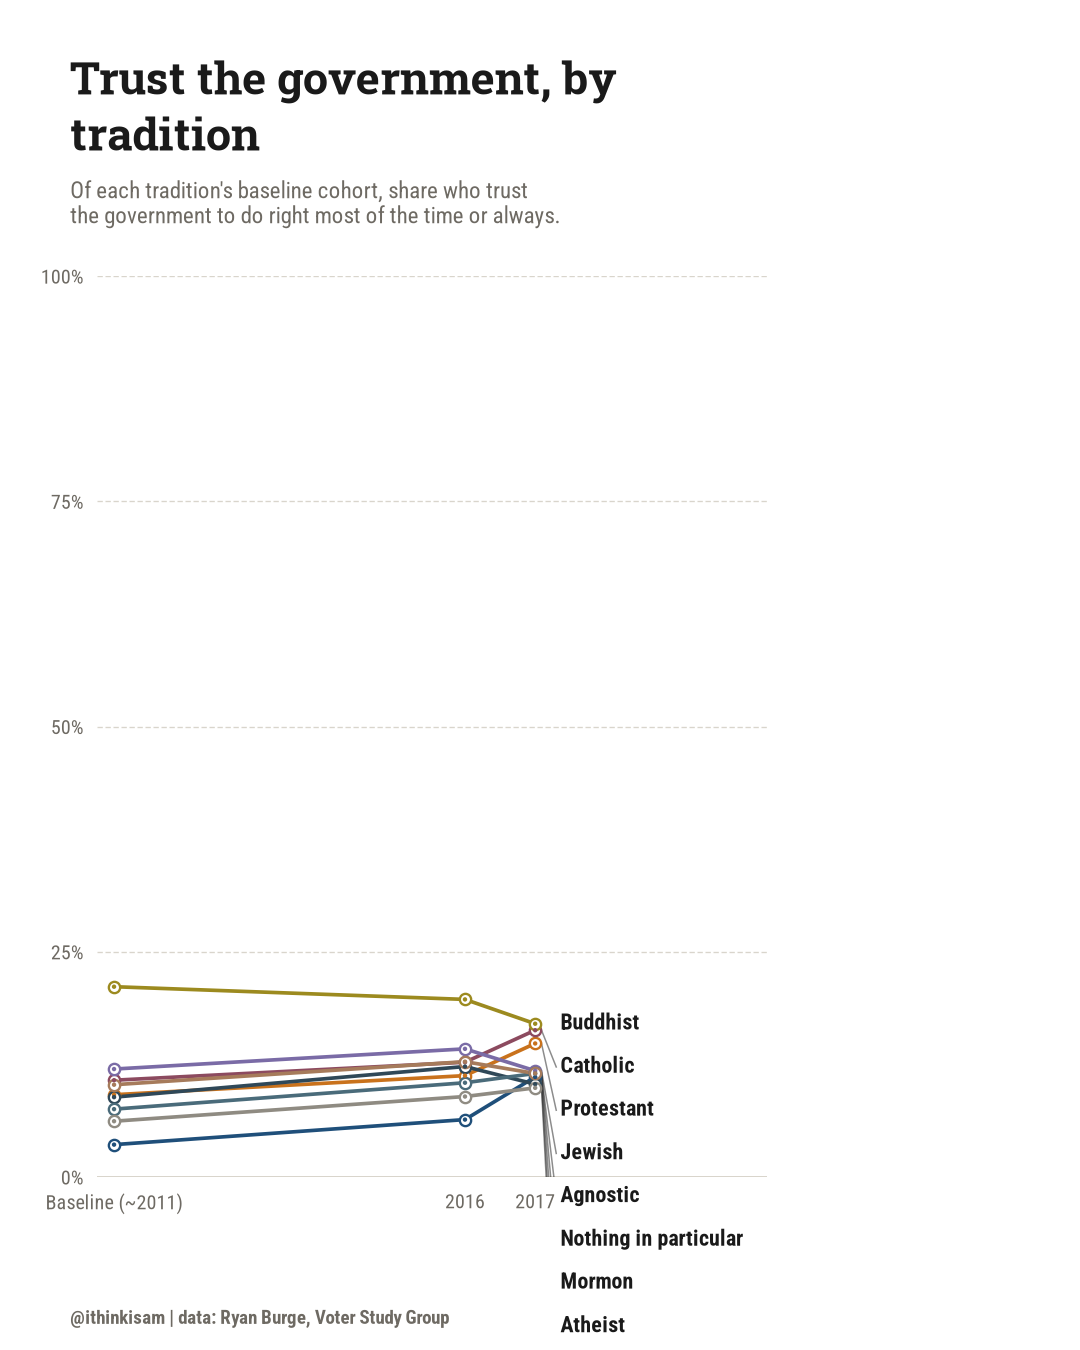 Trust the government, by
tradition
Of each tradition's baseline cohort, share who trust
the government to do right most of the time or always.
100%
75%
50%
25%
0%
Buddhist
Catholic
Protestant
Jewish
Agnostic
Nothing in particular
Mormon
Atheist
Baseline (~2011)
2016
2017
@ithinkisam | data: Ryan Burge, Voter Study Group